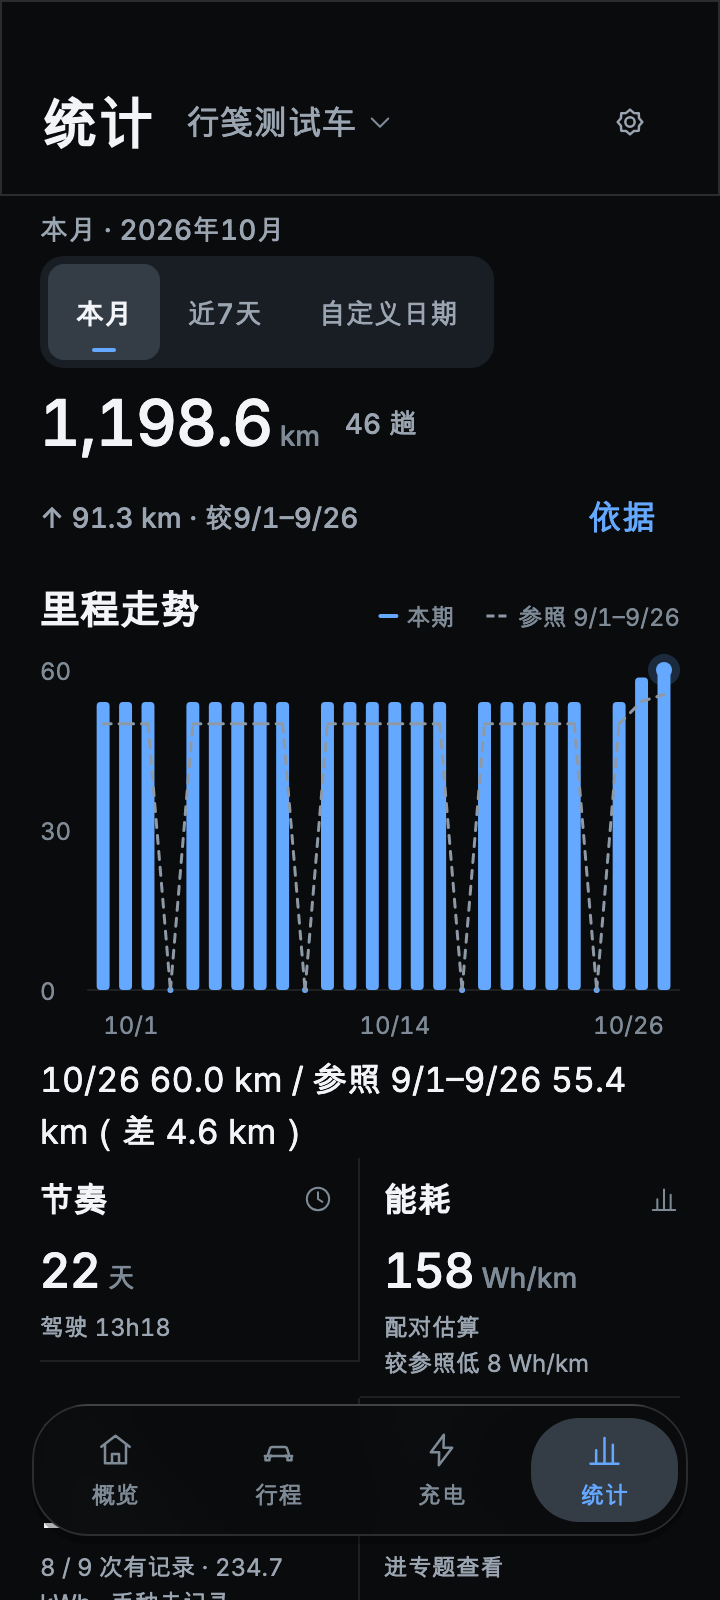 统计 行笺测试车
本月 · 2026年10月
本月 近7天 自定义日期
1,198.6 km 46 趟
↑ 91.3 km · 较9/1–9/26 依据
里程走势 本期 参照 9/1–9/26
60
30
0
10/1 10/14 10/26
10/26 60.0 km / 参照 9/1–9/26 55.4
km ( 差 4.6 km )
节奏 能耗
22 天 158 Wh/km
驾驶 13h18 配对估算
较参照低 8 Wh/km
概览 行程 充电 统计
8 / 9 次有记录 · 234.7 进专题查看